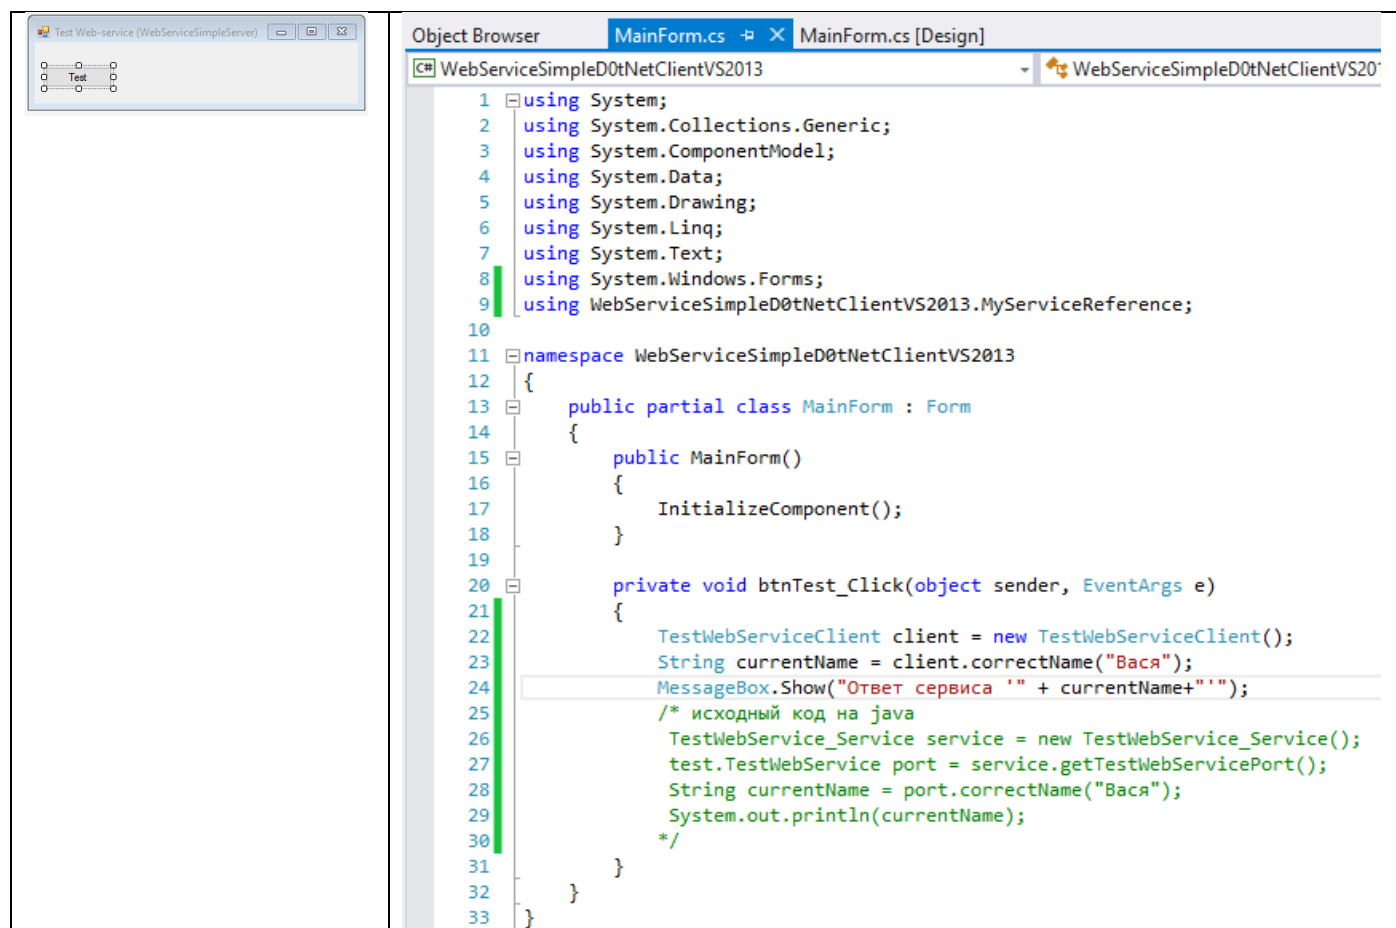 Test Web-service (WebServiceSimpleServer)
Test
Object Browser MainForm.cs MainForm.cs [Design]
C# WebServiceSimpleD0tNetClientVS2013 WebServiceSimpleD0tNetClientVS201
1 using System;
2 using System.Collections.Generic;
3 using System.ComponentModel;
4 using System.Data;
5 using System.Drawing;
6 using System.Linq;
7 using System.Text;
8 using System.Windows.Forms;
9 using WebServiceSimpleD0tNetClientVS2013.MyServiceReference;
10
11 namespace WebServiceSimpleD0tNetClientVS2013
12 {
13 public partial class MainForm : Form
14 {
15 public MainForm()
16 {
17 InitializeComponent();
18 }
19
20 private void btnTest_Click(object sender, EventArgs e)
21 {
22 TestWebServiceClient client = new TestWebServiceClient();
23 String currentName = client.correctName("Вася");
24 MessageBox.Show("Ответ сервиса '" + currentName+"'");
25 /* исходный код на java
26 TestWebService_Service service = new TestWebService_Service();
27 test.TestWebService port = service.getTestWebServicePort();
28 String currentName = port.correctName("Вася");
29 System.out.println(currentName);
30 */
31 }
32 }
33 }